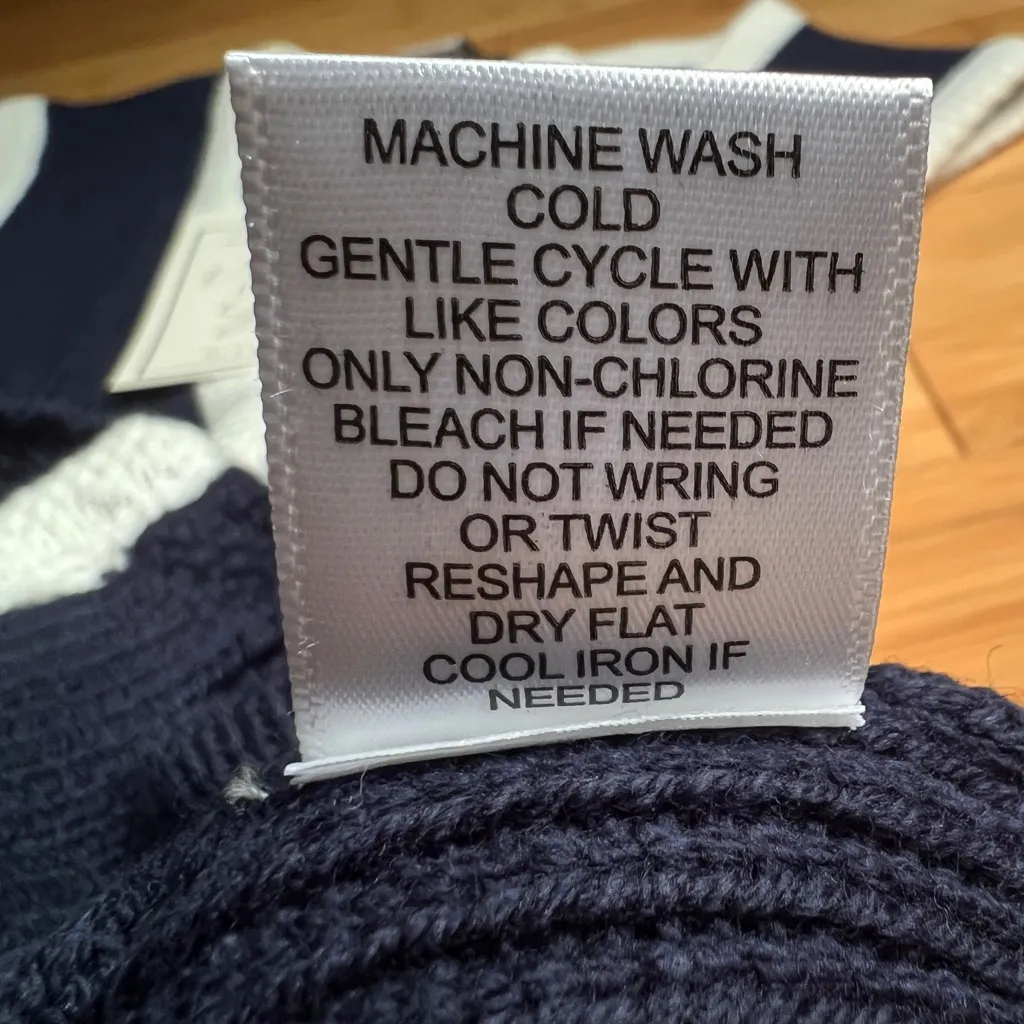 MACHINE WASH
COLD
GENTLE CYCLE WITH
LIKE COLORS
ONLY NON-CHLORINE
BLEACH IF NEEDED
DO NOT WRING
OR TWIST
RESHAPE AND
DRY FLAT
COOL IRON IF
NEEDED